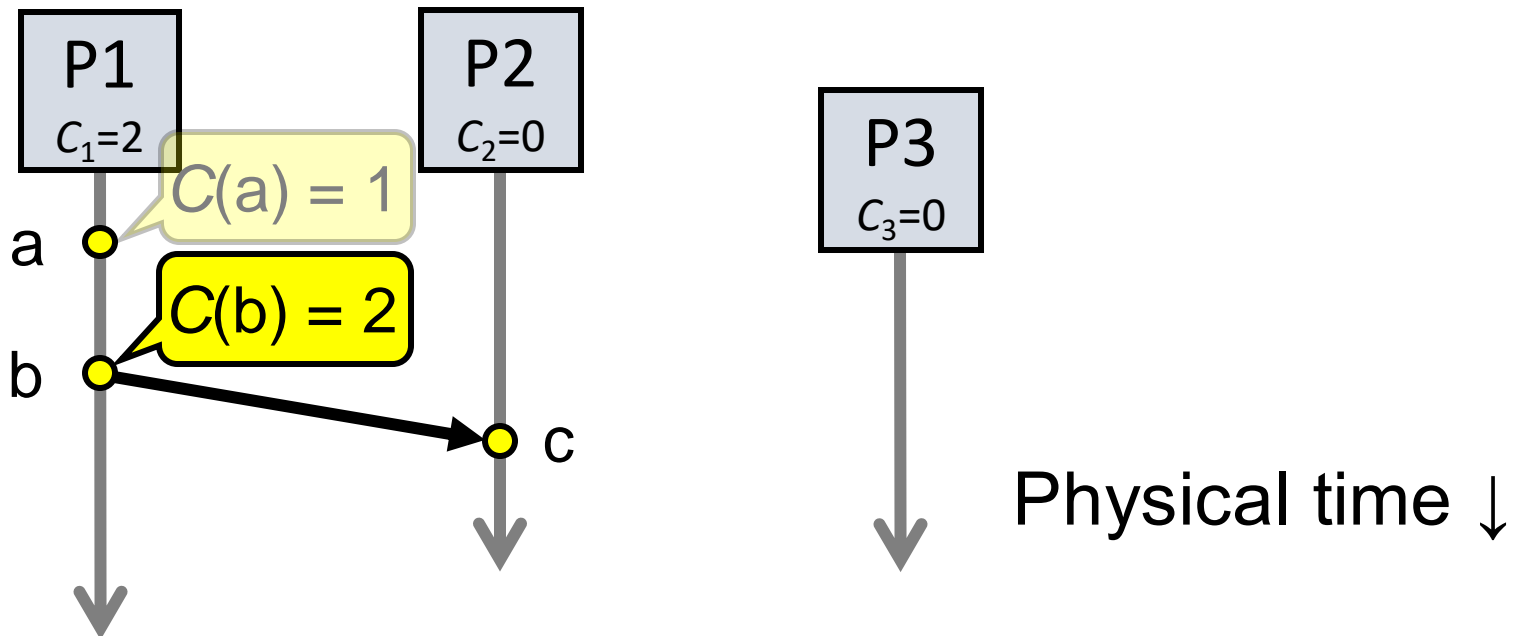 P1
C₁=2
P2
C₂=0
P3
C₃=0
C(a) = 1
a
C(b) = 2
b
c
Physical time ↓